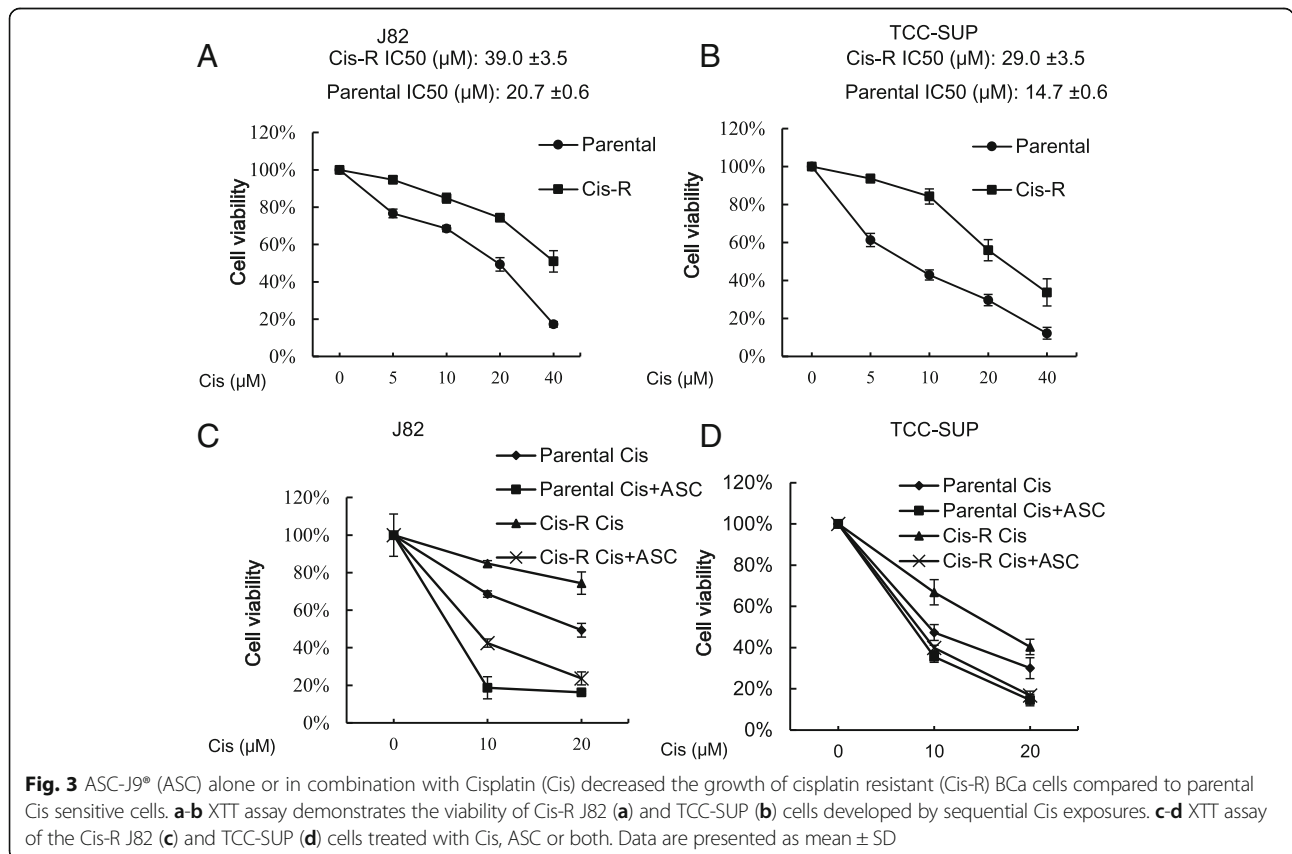 A
J82
Cis-R IC50 (µM): 39.0 ±3.5
Parental IC50 (µM): 20.7 ±0.6
120%
100%
80%
60%
40%
20%
0%
Cell viability
Parental
Cis-R
Cis (µM)
0 5 10 20 40
B
TCC-SUP
Cis-R IC50 (µM): 29.0 ±3.5
Parental IC50 (µM): 14.7 ±0.6
120%
100%
80%
60%
40%
20%
0%
Cell viability
Parental
Cis-R
0 5 10 20 40
C
J82
Parental Cis
Parental Cis+ASC
Cis-R Cis
Cis-R Cis+ASC
120%
100%
80%
60%
40%
20%
0%
Cell viability
Cis (µM)
0 10 20
D
TCC-SUP
Parental Cis
Parental Cis+ASC
Cis-R Cis
Cis-R Cis+ASC
120%
100%
80%
60%
40%
20%
0%
Cell viability
0 10 20
Fig. 3 ASC-J9® (ASC) alone or in combination with Cisplatin (Cis) decreased the growth of cisplatin resistant (Cis-R) BCa cells compared to parental
Cis sensitive cells. a-b XTT assay demonstrates the viability of Cis-R J82 (a) and TCC-SUP (b) cells developed by sequential Cis exposures. c-d XTT assay
of the Cis-R J82 (c) and TCC-SUP (d) cells treated with Cis, ASC or both. Data are presented as mean ± SD